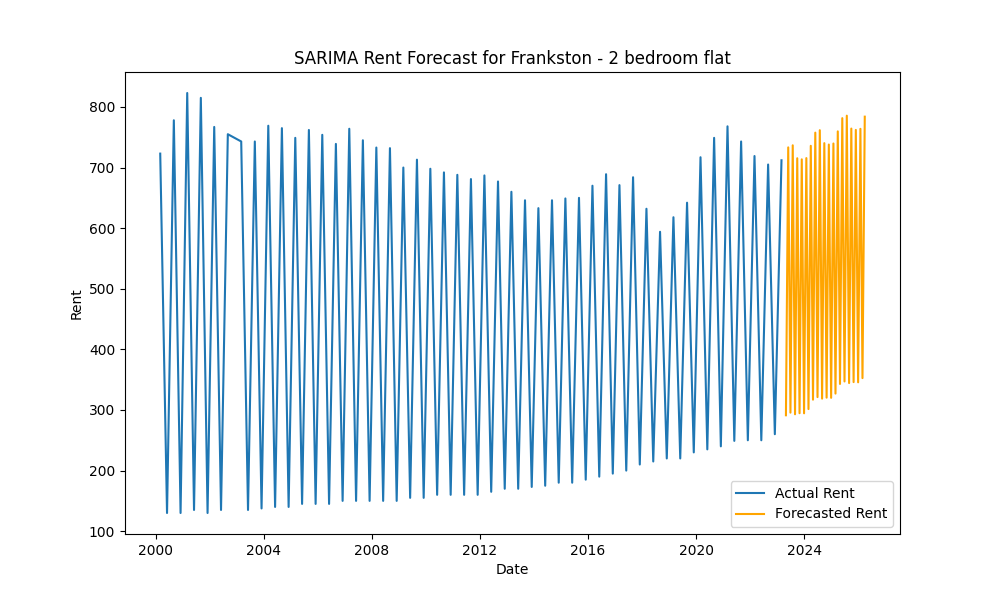 SARIMA Rent Forecast for Frankston - 2 bedroom flat
800
700
600
500
400
300
200
100
Rent
2000 2004 2008 2012 2016 2020 2024
Date
Actual Rent
Forecasted Rent